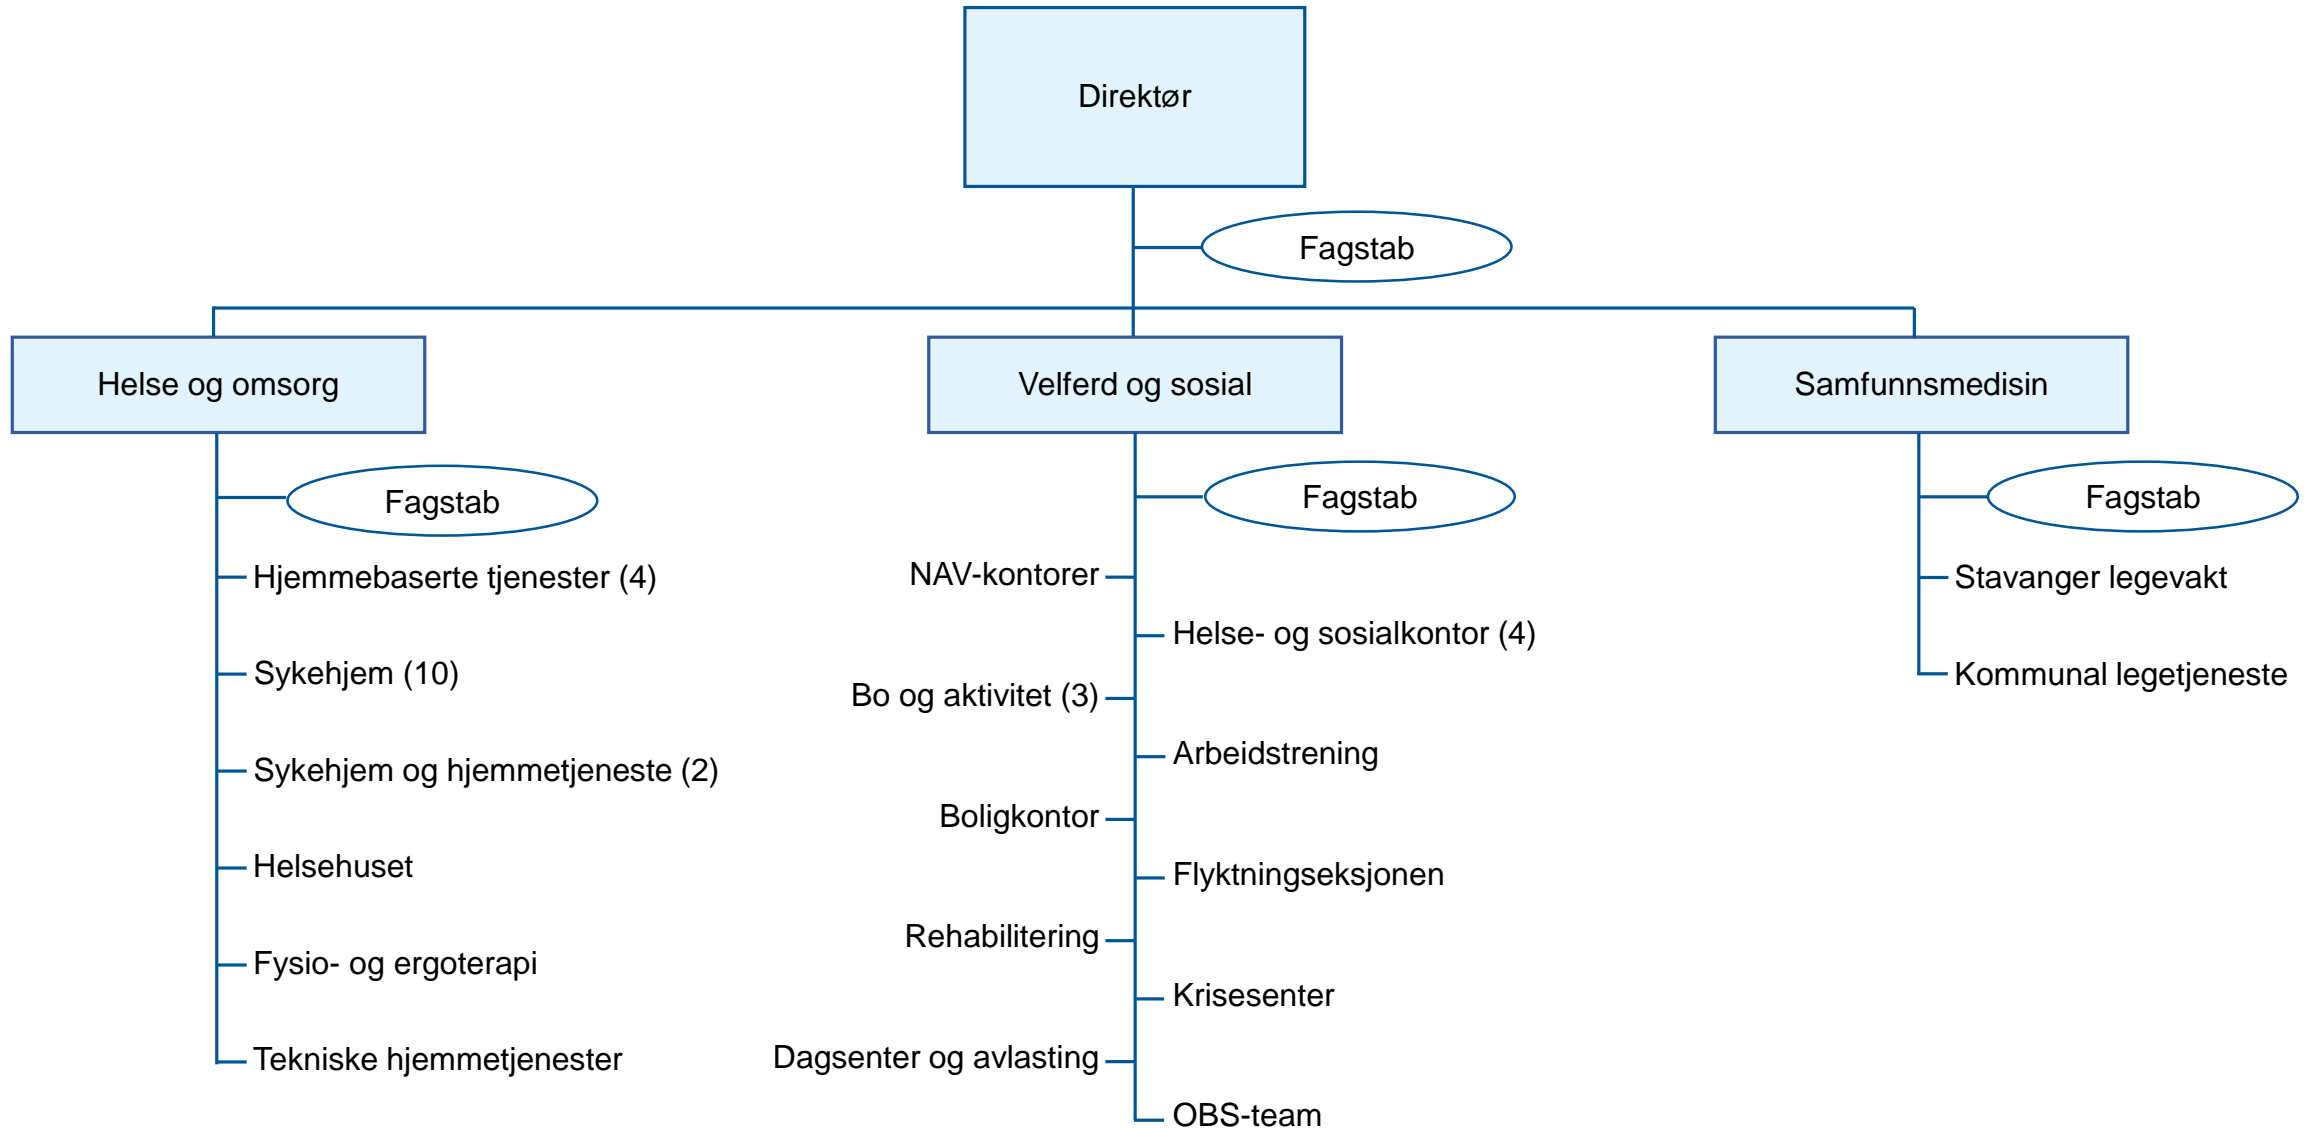 Direktør
Fagstab
Helse og omsorg
Velferd og sosial
Samfunnsmedisin
Fagstab
Hjemmebaserte tjenester (4)
Sykehjem (10)
Sykehjem og hjemmetjeneste (2)
Helsehuset
Fysio- og ergoterapi
Tekniske hjemmetjenester
Fagstab
NAV-kontorer
Helse- og sosialkontor (4)
Bo og aktivitet (3)
Arbeidstrening
Boligkontor
Flyktningseksjonen
Rehabilitering
Krisesenter
Dagsenter og avlasting
OBS-team
Fagstab
Stavanger legevakt
Kommunal legetjeneste